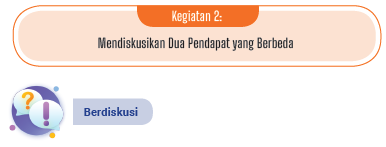 Kegiatan 2:
Mendiskusikan Dua Pendapat yang Berbeda
? !
Berdiskusi